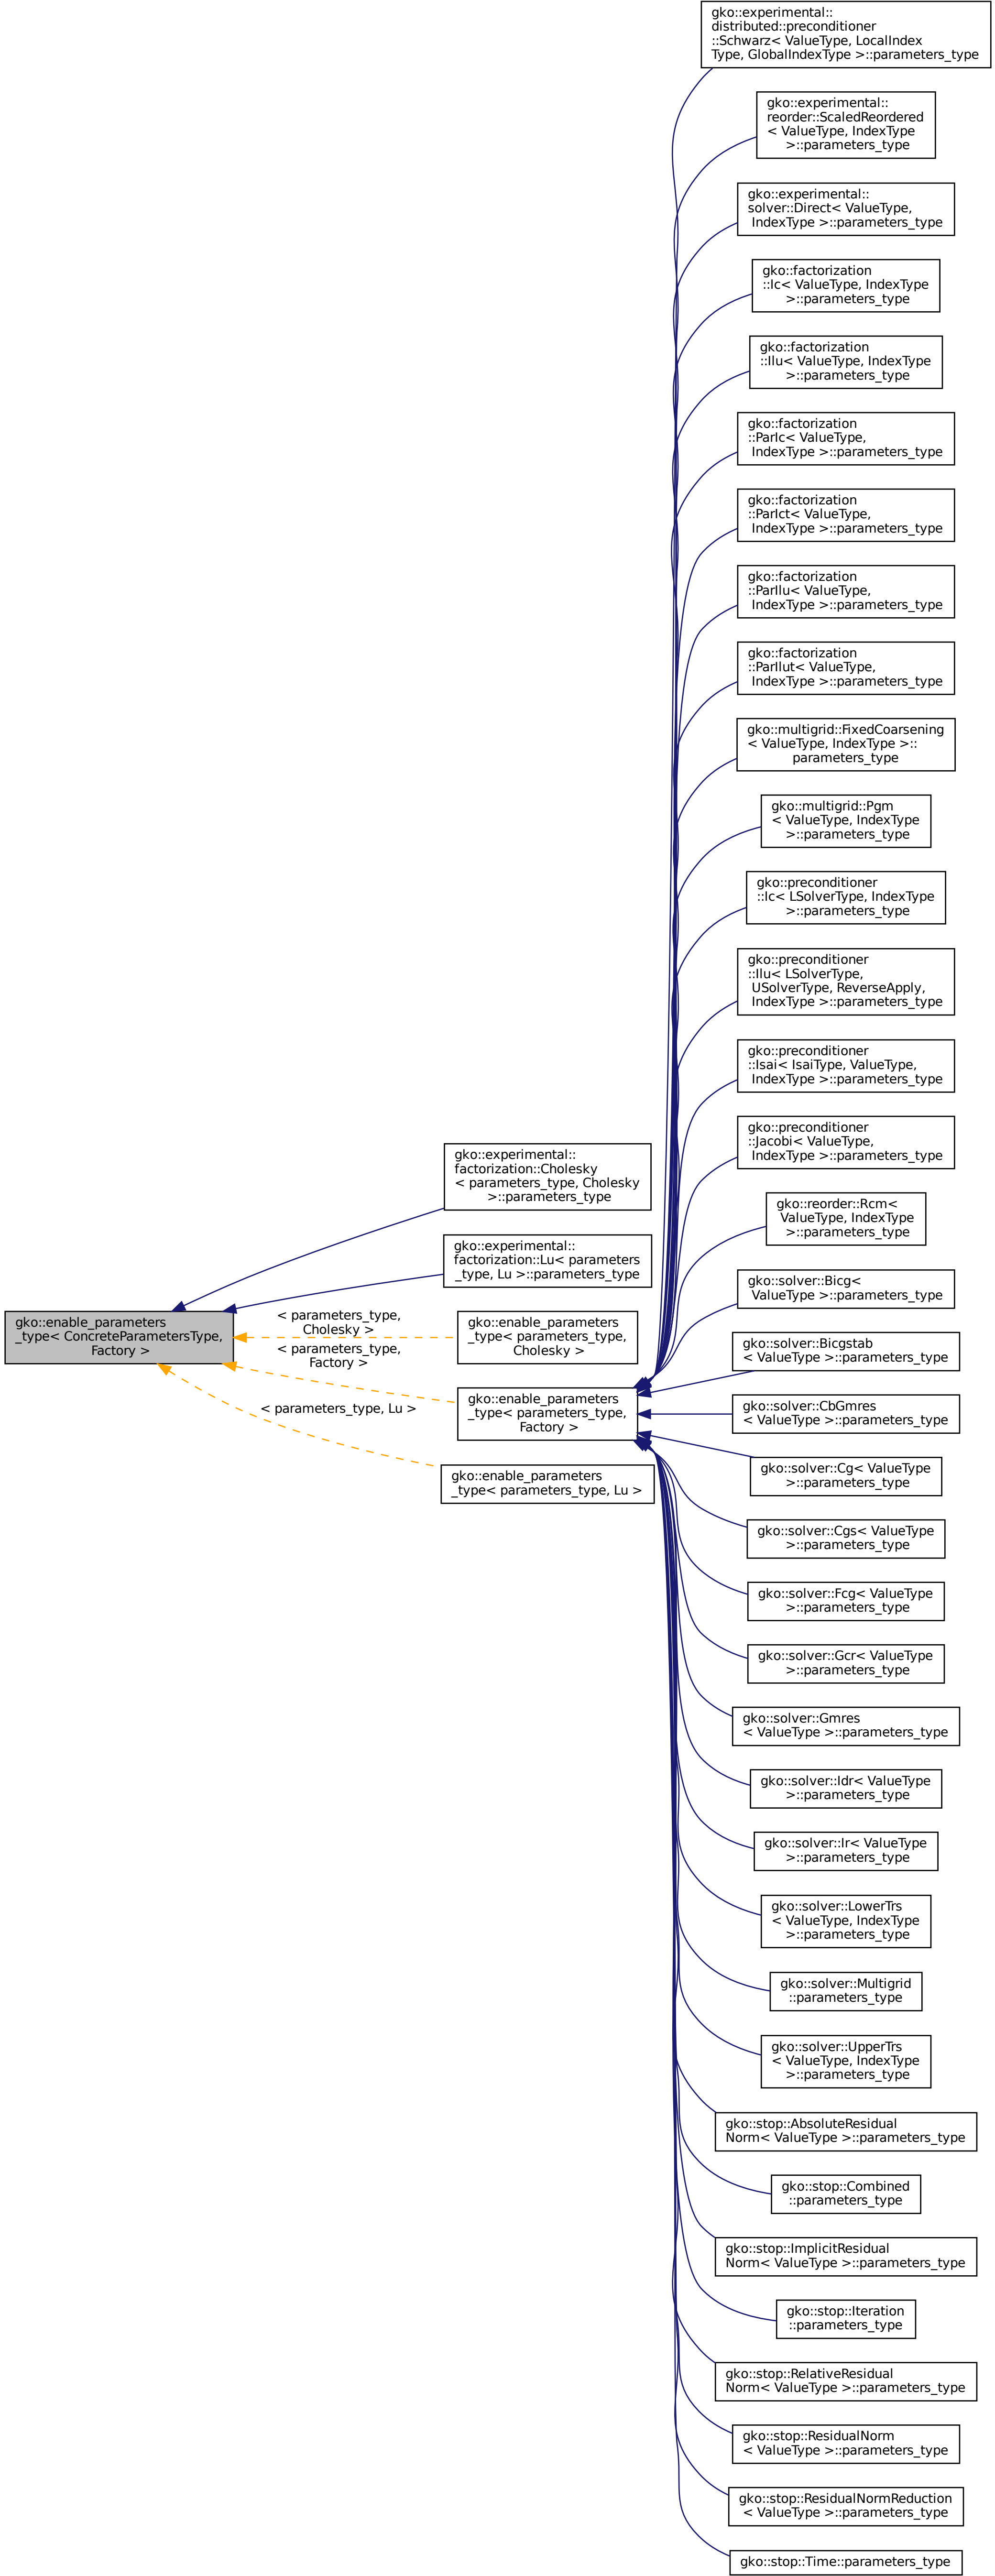 gko::experimental::
distributed::preconditioner
::Schwarz< ValueType, LocalIndex
Type, GlobalIndexType >::parameters_type
gko::experimental::
reorder::ScaledReordered
< ValueType, IndexType
>::parameters_type
gko::experimental::
solver::Direct< ValueType,
IndexType >::parameters_type
gko::factorization
::Ic< ValueType, IndexType
>::parameters_type
gko::factorization
::Ilu< ValueType, IndexType
>::parameters_type
gko::factorization
::ParIc< ValueType,
IndexType >::parameters_type
gko::factorization
::ParIct< ValueType,
IndexType >::parameters_type
gko::factorization
::ParIlu< ValueType,
IndexType >::parameters_type
gko::factorization
::ParIlut< ValueType,
IndexType >::parameters_type
gko::multigrid::FixedCoarsening
< ValueType, IndexType >::
parameters_type
gko::multigrid::Pgm
< ValueType, IndexType
>::parameters_type
gko::preconditioner
::Ic< LSolverType, IndexType
>::parameters_type
gko::preconditioner
::Ilu< LSolverType,
USolverType, ReverseApply,
IndexType >::parameters_type
gko::preconditioner
::Isai< IsaiType, ValueType,
IndexType >::parameters_type
gko::preconditioner
::Jacobi< ValueType,
IndexType >::parameters_type
gko::experimental::
factorization::Cholesky
< parameters_type, Cholesky
>::parameters_type
gko::reorder::Rcm<
ValueType, IndexType
>::parameters_type
gko::experimental::
factorization::Lu< parameters
_type, Lu >::parameters_type
gko::solver::Bicg<
ValueType >::parameters_type
gko::enable_parameters
_type< ConcreteParametersType,
Factory >
< parameters_type,
Cholesky >
gko::enable_parameters
_type< parameters_type,
Cholesky >
gko::solver::Bicgstab
< ValueType >::parameters_type
< parameters_type,
Factory >
gko::enable_parameters
_type< parameters_type,
Factory >
gko::solver::CbGmres
< ValueType >::parameters_type
< parameters_type, Lu >
gko::enable_parameters
_type< parameters_type, Lu >
gko::solver::Cg< ValueType
>::parameters_type
gko::solver::Cgs< ValueType
>::parameters_type
gko::solver::Fcg< ValueType
>::parameters_type
gko::solver::Gcr< ValueType
>::parameters_type
gko::solver::Gmres
< ValueType >::parameters_type
gko::solver::Idr< ValueType
>::parameters_type
gko::solver::Ir< ValueType
>::parameters_type
gko::solver::LowerTrs
< ValueType, IndexType
>::parameters_type
gko::solver::Multigrid
::parameters_type
gko::solver::UpperTrs
< ValueType, IndexType
>::parameters_type
gko::stop::AbsoluteResidual
Norm< ValueType >::parameters_type
gko::stop::Combined
::parameters_type
gko::stop::ImplicitResidual
Norm< ValueType >::parameters_type
gko::stop::Iteration
::parameters_type
gko::stop::RelativeResidual
Norm< ValueType >::parameters_type
gko::stop::ResidualNorm
< ValueType >::parameters_type
gko::stop::ResidualNormReduction
< ValueType >::parameters_type
gko::stop::Time::parameters_type